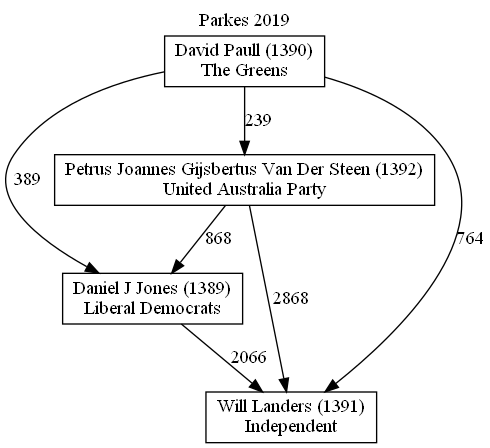 Parkes 2019
David Paull (1390)
The Greens
239
Petrus Joannes Gijsbertus Van Der Steen (1392)
United Australia Party
389
868
764
Daniel J Jones (1389)
Liberal Democrats
2868
2066
Will Landers (1391)
Independent